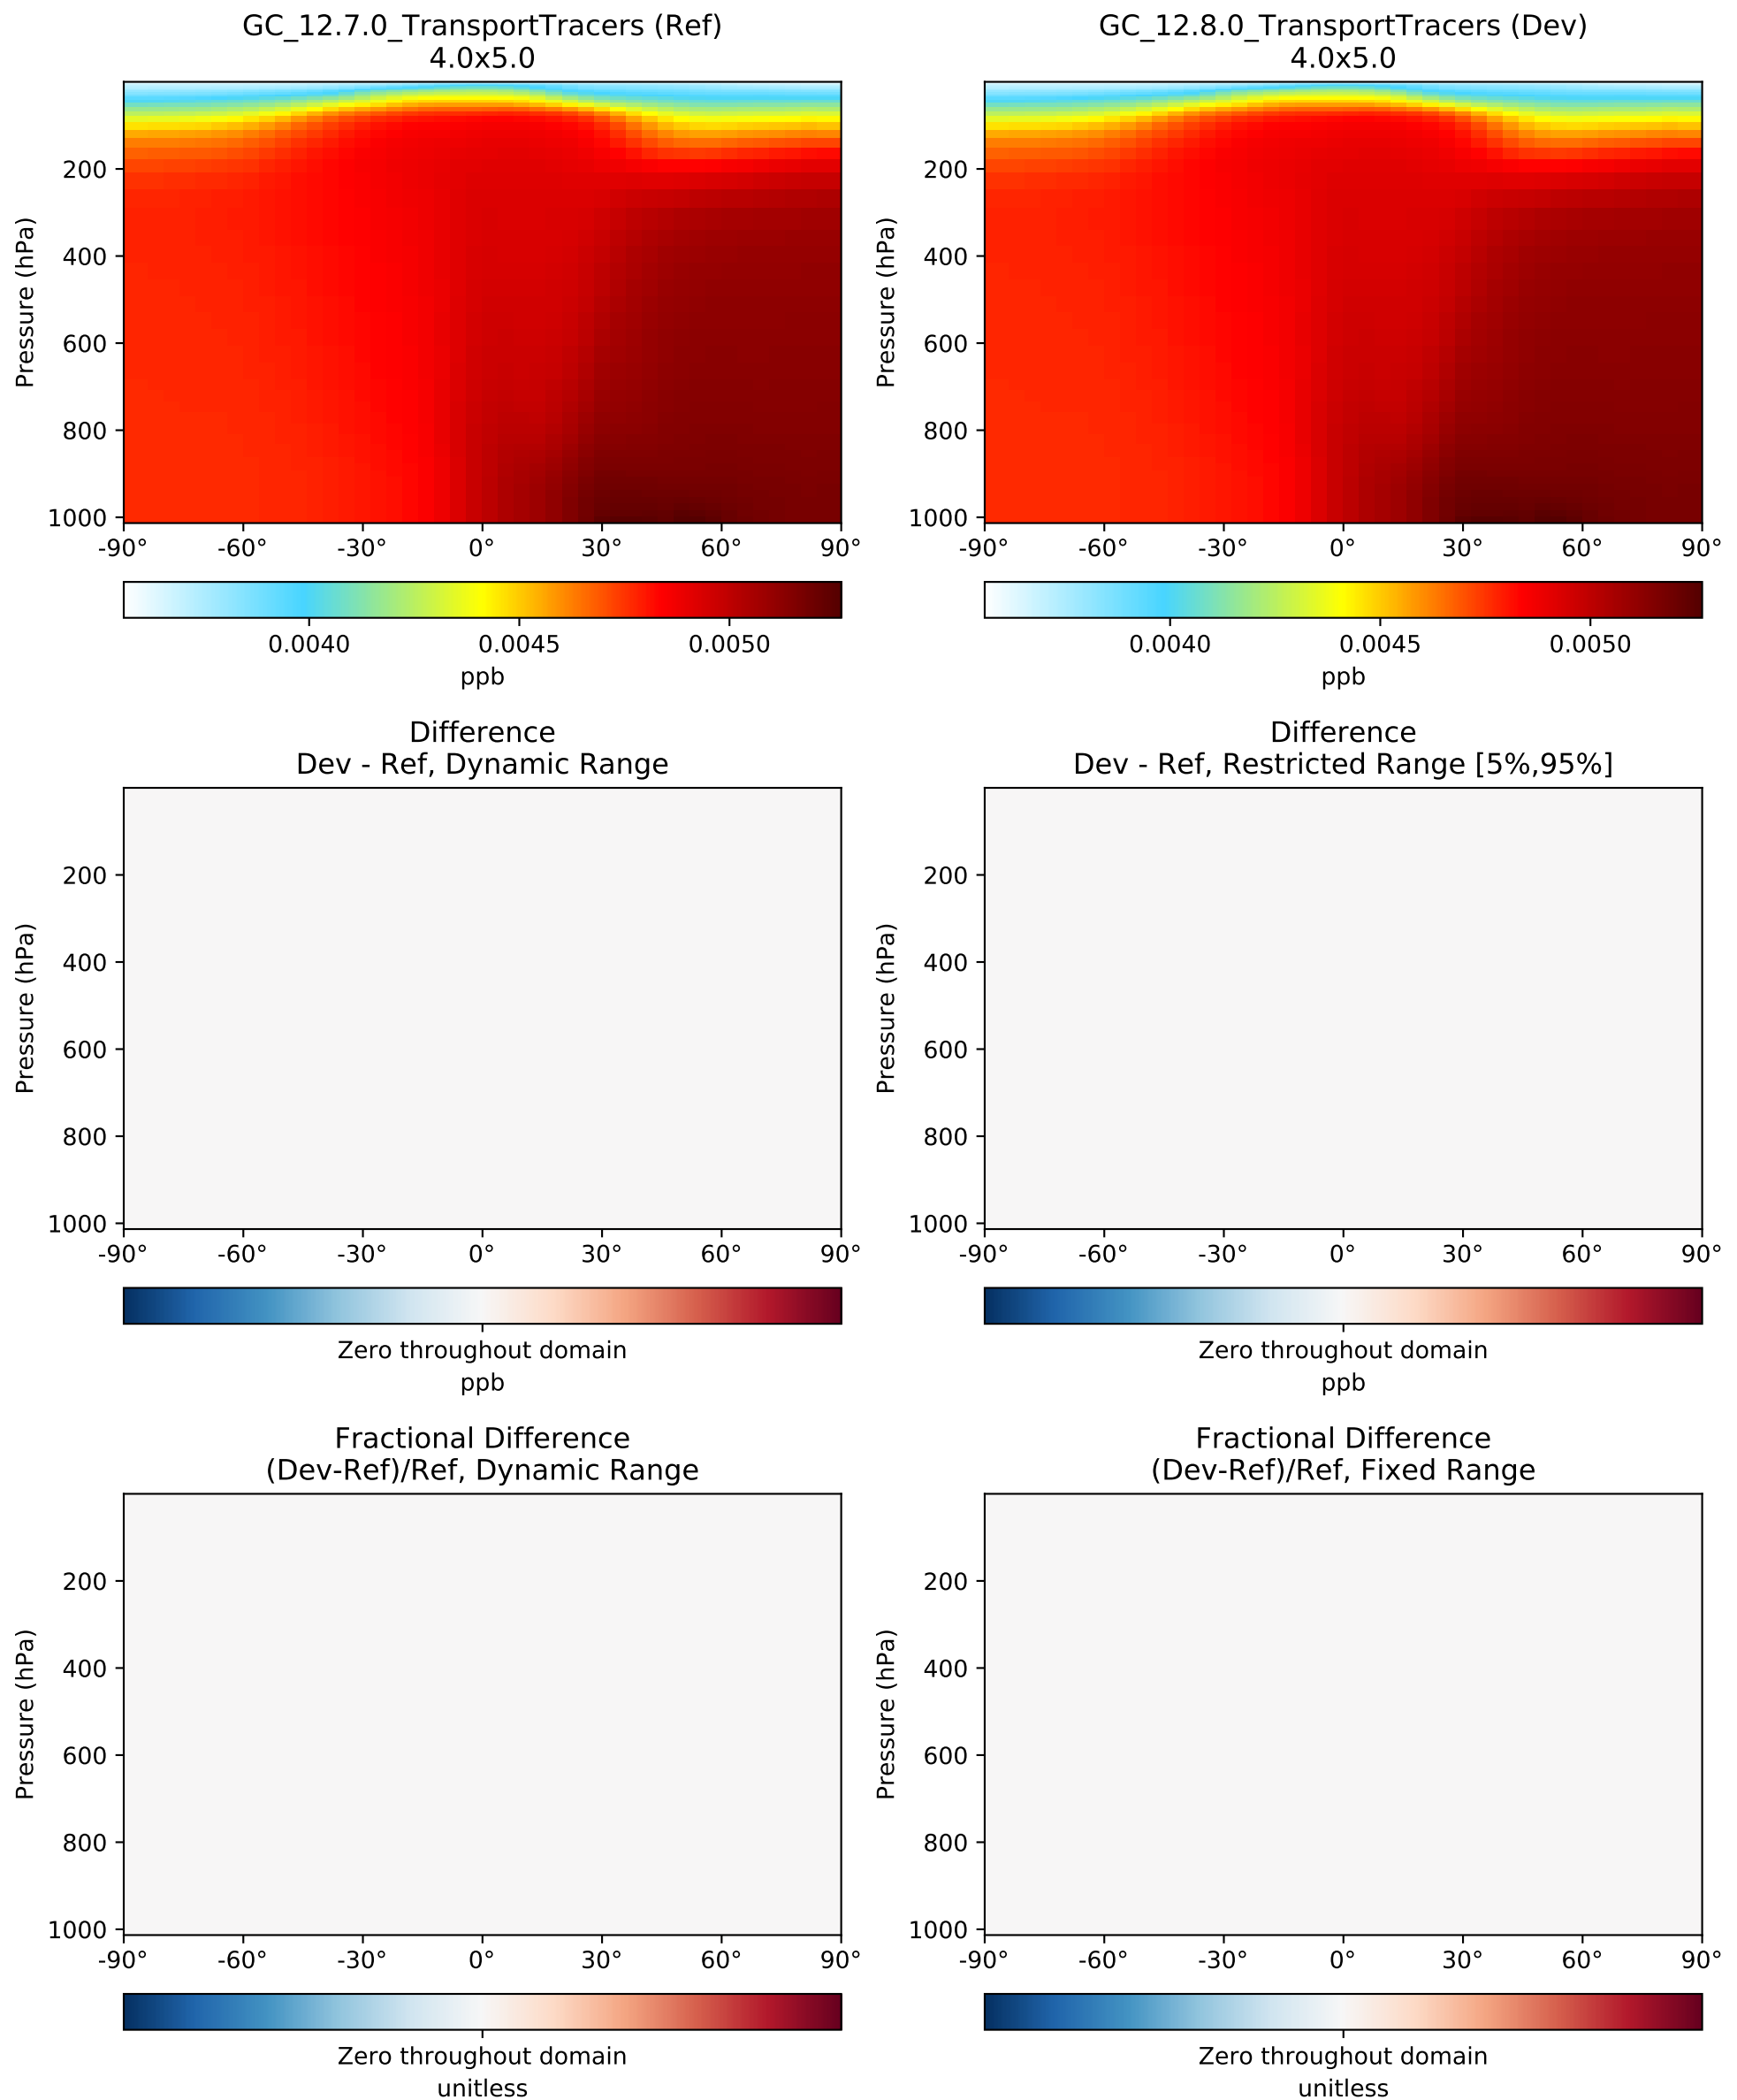 GC_12.7.0_TransportTracers (Ref)
4.0x5.0
Pressure (hPa)
200
400
600
800
1000
-90° -60° -30° 0° 30° 60° 90°
0.0040 0.0045 0.0050
ppb
GC_12.8.0_TransportTracers (Dev)
4.0x5.0
Pressure (hPa)
200
400
600
800
1000
-90° -60° -30° 0° 30° 60° 90°
0.0040 0.0045 0.0050
ppb
Difference
Dev - Ref, Dynamic Range
Pressure (hPa)
200
400
600
800
1000
-90° -60° -30° 0° 30° 60° 90°
Zero throughout domain
ppb
Difference
Dev - Ref, Restricted Range [5%,95%]
Pressure (hPa)
200
400
600
800
1000
-90° -60° -30° 0° 30° 60° 90°
Zero throughout domain
ppb
Fractional Difference
(Dev-Ref)/Ref, Dynamic Range
Pressure (hPa)
200
400
600
800
1000
-90° -60° -30° 0° 30° 60° 90°
Zero throughout domain
unitless
Fractional Difference
(Dev-Ref)/Ref, Fixed Range
Pressure (hPa)
200
400
600
800
1000
-90° -60° -30° 0° 30° 60° 90°
Zero throughout domain
unitless